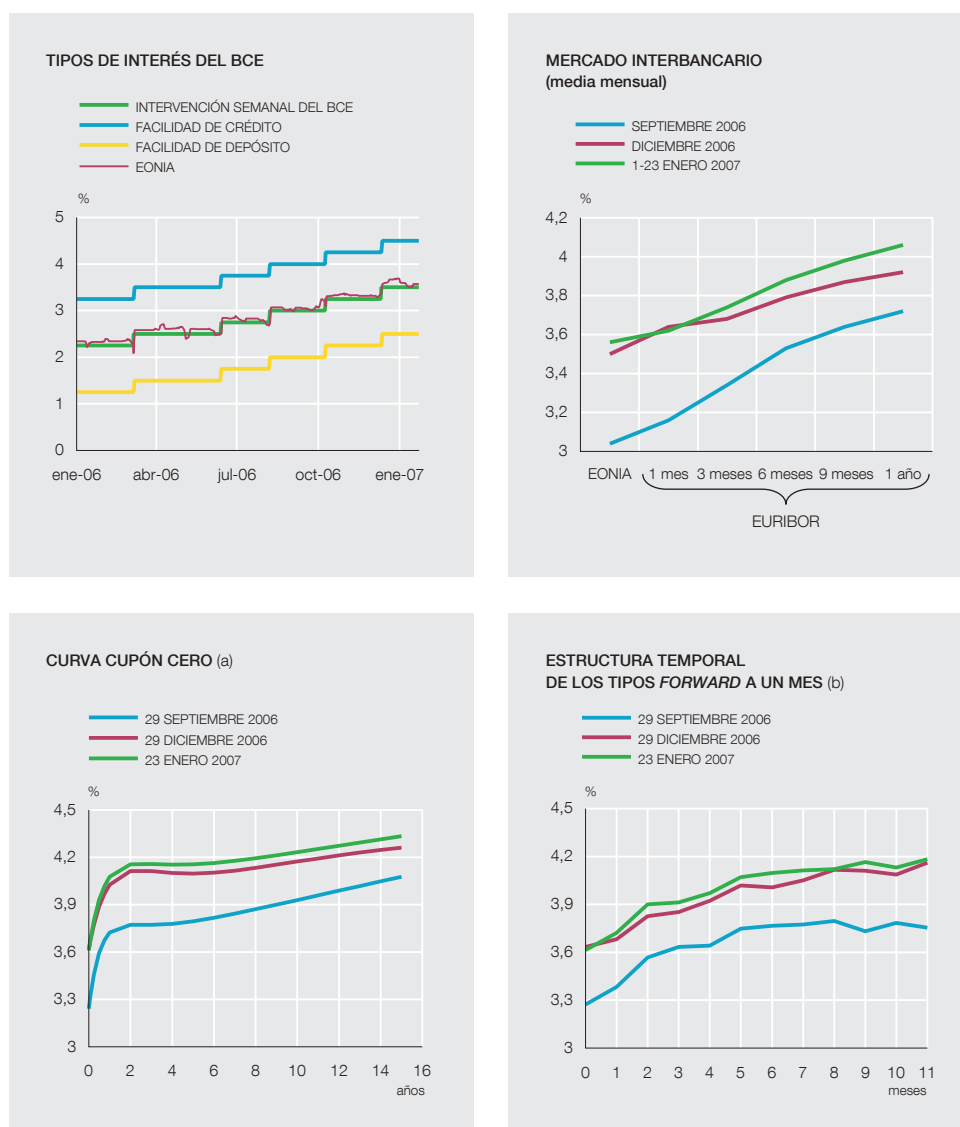 TIPOS DE INTERÉS DEL BCE
INTERVENCIÓN SEMANAL DEL BCE
FACILIDAD DE CRÉDITO
FACILIDAD DE DEPÓSITO
EONIA
%
5
4
3
2
1
0
ene-06 abr-06 jul-06 oct-06 ene-07
MERCADO INTERBANCARIO
(media mensual)
SEPTIEMBRE 2006
DICIEMBRE 2006
1-23 ENERO 2007
%
4,2
4
3,8
3,6
3,4
3,2
3
EONIA 1 mes 3 meses 6 meses 9 meses 1 año
EURIBOR
CURVA CUPÓN CERO (a)
29 SEPTIEMBRE 2006
29 DICIEMBRE 2006
23 ENERO 2007
%
4,5
4,2
3,9
3,6
3,3
3
0 2 4 6 8 10 12 14 16
años
ESTRUCTURA TEMPORAL
DE LOS TIPOS FORWARD A UN MES (b)
29 SEPTIEMBRE 2006
29 DICIEMBRE 2006
23 ENERO 2007
%
4,5
4,2
3,9
3,6
3,3
3
0 1 2 3 4 5 6 7 8 9 10 11
meses